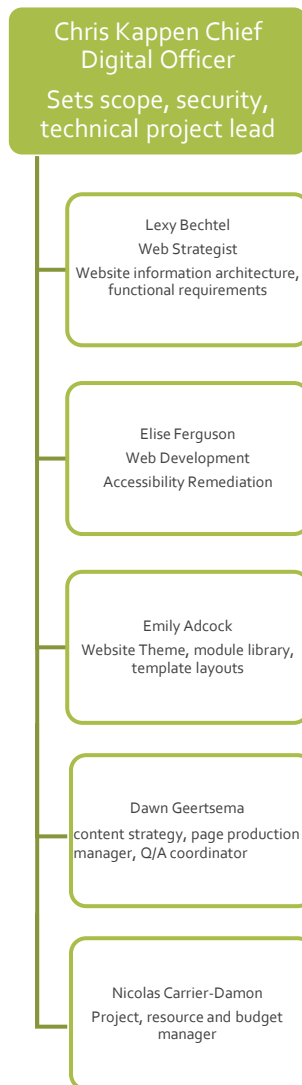 Chris Kappen Chief
Digital Officer
Sets scope, security,
technical project lead
Lexy Bechtel
Web Strategist
Website information architecture,
functional requirements
Elise Ferguson
Web Development
Accessibility Remediation
Emily Adcock
Website Theme, module library,
template layouts
Dawn Geertsema
content strategy, page production
manager, Q/A coordinator
Nicolas Carrier-Damon
Project, resource and budget
manager